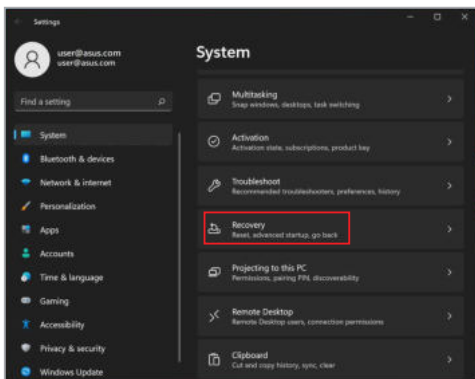 Settings
user@asus.com
user@asus.com
Find a setting
System
Bluetooth & devices
Network & internet
Personalization
Apps
Accounts
Time & language
Gaming
Accessibility
Privacy & security
Windows Update
System
Multitasking
Snap windows, desktops, task switching
Activation
Activation state, subscriptions, product key
Troubleshoot
Recommended troubleshooters, preferences, history
Recovery
Reset, advanced startup, go back
Projecting to this PC
Permissions, pairing PIN, discoverability
Remote Desktop
Remote Desktop users, connection permissions
Clipboard
Cut and copy history, sync, clear